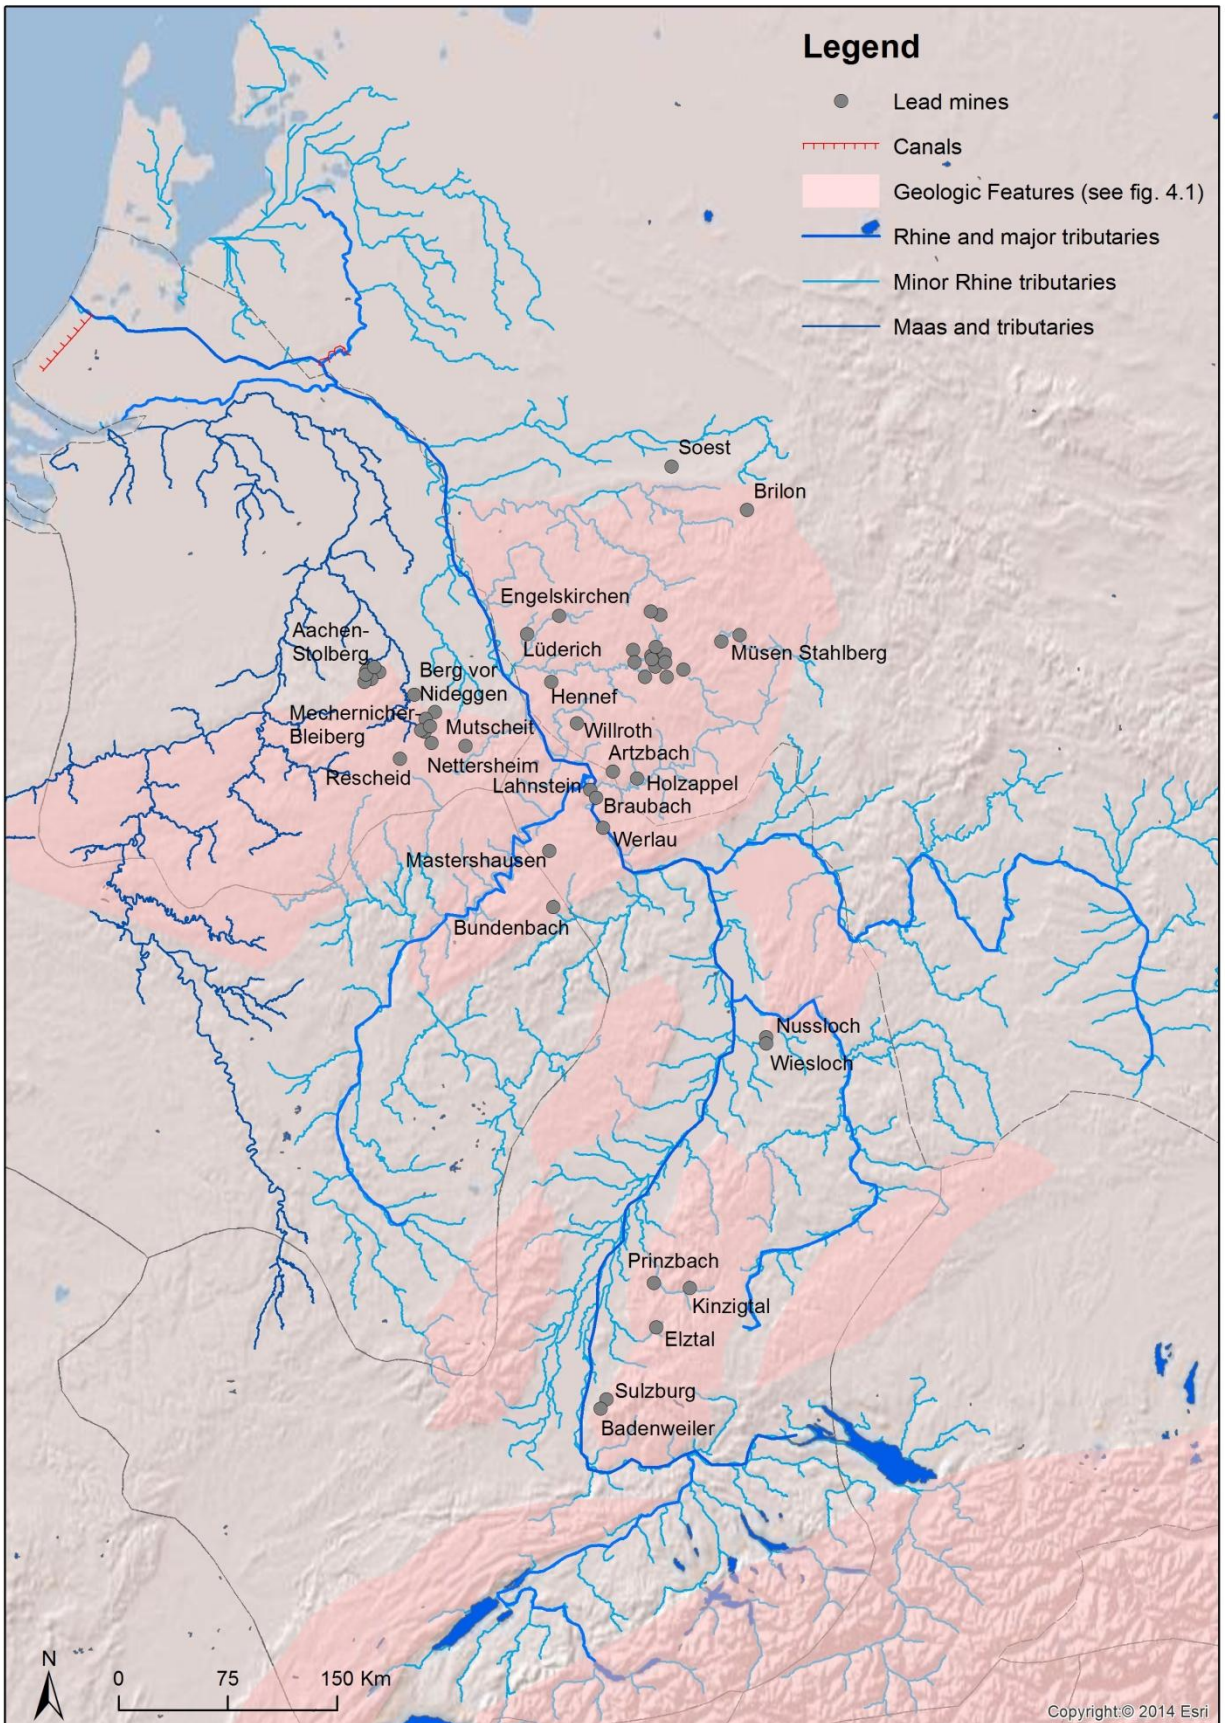 Legend
Lead mines
Canals
Geologic Features (see fig. 4.1)
Rhine and major tributaries
Minor Rhine tributaries
Maas and tributaries
Soest
Brilon
Engelskirchen
Aachen-
Stolberg
Lüderich
Müsen Stahlberg
Berg vor
Nideggen
Hennef
Mechernicher-
Bleiberg
Mutscheit
Willroth
Nettersheim
Artzbach
Rescheid
Lahnstein
Holzappel
Braubach
Werlau
Mastershausen
Bundenbach
Nussloch
Wiesloch
Prinzbach
Kinzigtal
Elztal
Sulzburg
Badenweiler
N
0 75 150 Km
Copyright:© 2014 Esri